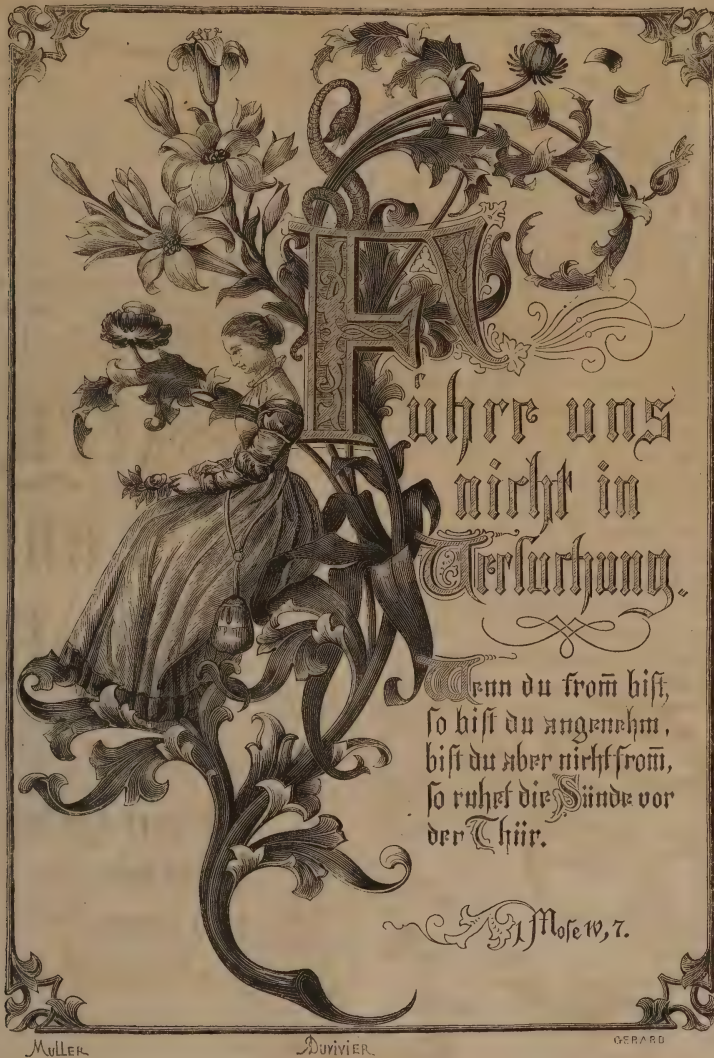 Führe uns
nicht in
Versuchung.
Wenn du from̄ bist,
so bist du angenehm,
bist du aber nicht from̄,
so ruhet die Sünde vor
der Thür.
1 Mose IV, 7.
MULLER
DUVIVIER
GERARD